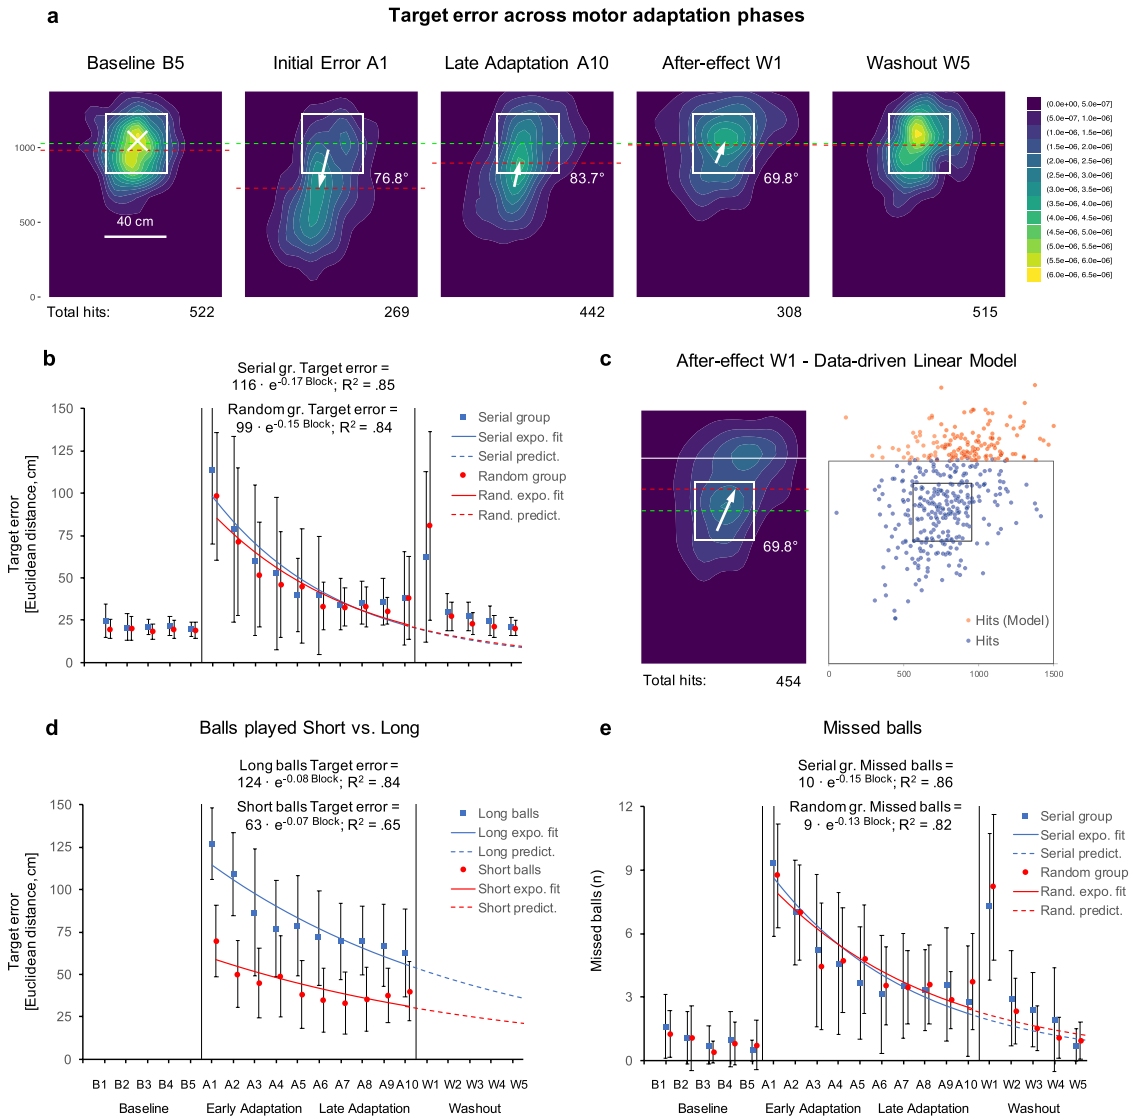 a
Target error across motor adaptation phases
Baseline B5
Initial Error A1
Late Adaptation A10
After-effect W1
Washout W5
1000
500
0
40 cm
76.8°
83.7°
69.8°
(0.0e+00, 5.0e−07]
(5.0e−07, 1.0e−06]
(1.0e−06, 1.5e−06]
(1.5e−06, 2.0e−06]
(2.0e−06, 2.5e−06]
(2.5e−06, 3.0e−06]
(3.0e−06, 3.5e−06]
(3.5e−06, 4.0e−06]
(4.0e−06, 4.5e−06]
(4.5e−06, 5.0e−06]
(5.0e−06, 5.5e−06]
(5.5e−06, 6.0e−06]
(6.0e−06, 6.5e−06]
Total hits: 522 269 442 308 515
b
Serial gr. Target error =
116 · e-0.17 Block; R² = .85
Random gr. Target error =
99 · e-0.15 Block; R² = .84
Target error
[Euclidean distance, cm]
150
125
100
75
50
25
0
Serial group
Serial expo. fit
Serial predict.
Random group
Rand. expo. fit
Rand. predict.
c
After-effect W1 - Data-driven Linear Model
69.8°
Total hits: 454
Hits (Model)
Hits
0 500 1000 1500
d
Balls played Short vs. Long
Long balls Target error =
124 · e-0.08 Block; R² = .84
Short balls Target error =
63 · e-0.07 Block; R² = .65
Target error
[Euclidean distance, cm]
150
125
100
75
50
25
0
Long balls
Long expo. fit
Long predict.
Short balls
Short expo. fit
Short predict.
B1 B2 B3 B4 B5 A1 A2 A3 A4 A5 A6 A7 A8 A9 A10 W1 W2 W3 W4 W5
Baseline Early Adaptation Late Adaptation Washout
e
Missed balls
Serial gr. Missed balls =
10 · e-0.15 Block; R² = .86
Random gr. Missed balls =
9 · e-0.13 Block; R² = .82
Missed balls (n)
12
9
6
3
0
Serial group
Serial expo. fit
Serial predict.
Random group
Rand. expo. fit
Rand. predict.
B1 B2 B3 B4 B5 A1 A2 A3 A4 A5 A6 A7 A8 A9 A10 W1 W2 W3 W4 W5
Baseline Early Adaptation Late Adaptation Washout